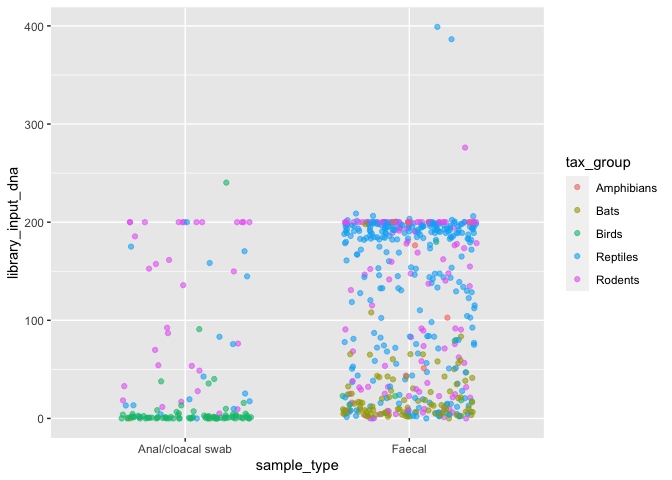 400
300
200
100
0
library_input_dna
Anal/cloacal swab
Faecal
sample_type
tax_group
Amphibians
Bats
Birds
Reptiles
Rodents